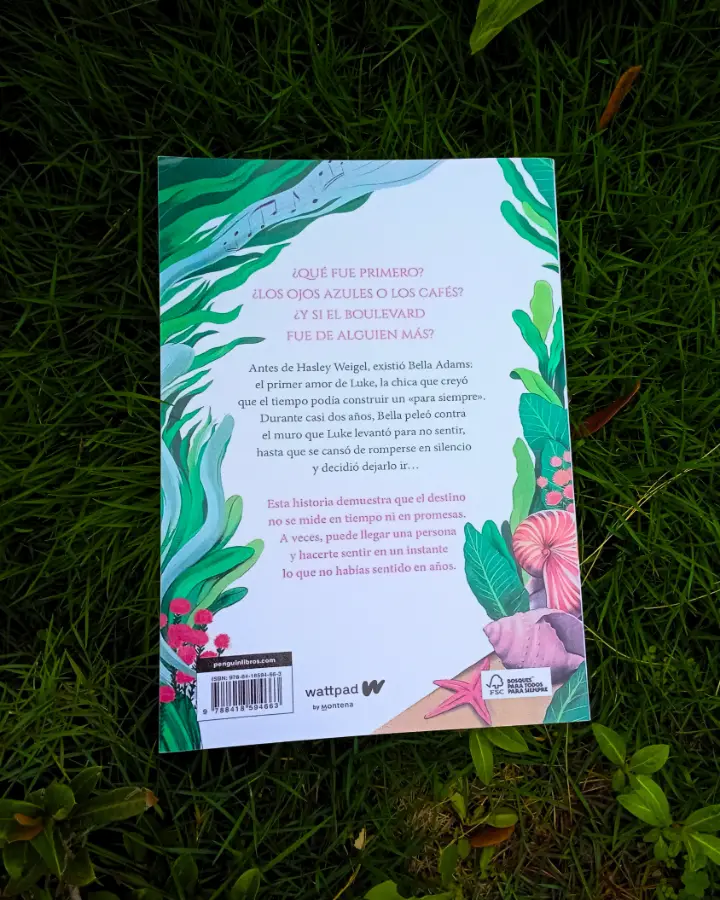 ¿QUÉ FUE PRIMERO?
¿LOS OJOS AZULES O LOS CAFÉS?
¿Y SI EL BOULEVARD
FUE DE ALGUIEN MÁS?
Antes de Hasley Weigel, existió Bella Adams:
el primer amor de Luke, la chica que creyó
que el tiempo podía construir un «para siempre».
Durante casi dos años, Bella peleó contra
el muro que Luke levantó para no sentir,
hasta que se cansó de romperse en silencio
y decidió dejarlo ir…
Esta historia demuestra que el destino
no se mide en tiempo ni en promesas.
A veces, puede llegar una persona
y hacerte sentir en un instante
lo que no habías sentido en años.
penguinlibros.com
9 788418 594663
wattpad
by Montena
FSC
BOSQUES
PARA TODOS
PARA SIEMPRE